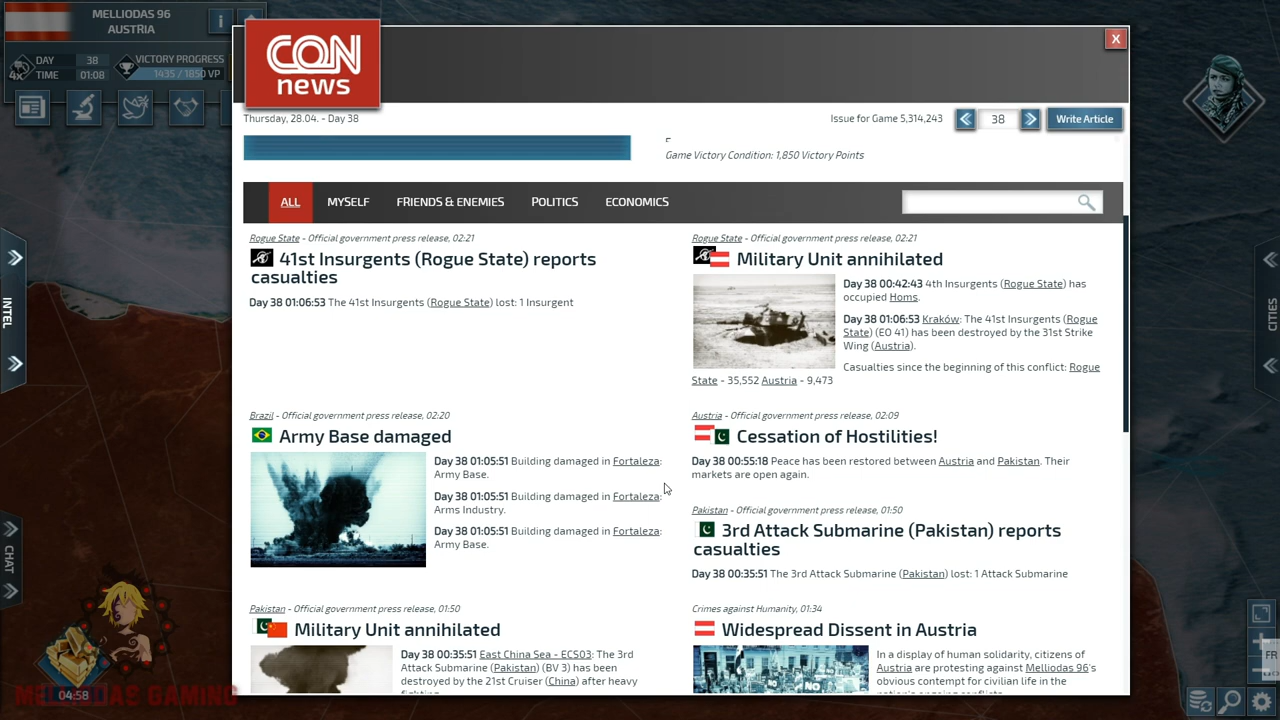 MELLIODAS 96
AUSTRIA
i
4x
DAY 38
TIME 01:08
VICTORY PROGRESS
1435 / 1850 VP
CON
news
X
Thursday, 28.04. - Day 38
Issue for Game 5,314,243
38
Write Article
Game Victory Condition: 1,850 Victory Points
ALL
MYSELF
FRIENDS & ENEMIES
POLITICS
ECONOMICS
Rogue State - Official government press release, 02:21
41st Insurgents (Rogue State) reports
casualties
Day 38 01:06:53 The 41st Insurgents (Rogue State) lost: 1 Insurgent
Rogue State - Official government press release, 02:21
Military Unit annihilated
Day 38 00:42:43 4th Insurgents (Rogue State) has
occupied Homs.
Day 38 01:06:53 Kraków: The 41st Insurgents (Rogue
State) (EO 41) has been destroyed by the 31st Strike
Wing (Austria).
Casualties since the beginning of this conflict: Rogue
State - 35,552 Austria - 9,473
Brazil - Official government press release, 02:20
Army Base damaged
Day 38 01:05:51 Building damaged in Fortaleza:
Army Base.
Day 38 01:05:51 Building damaged in Fortaleza:
Arms Industry.
Day 38 01:05:51 Building damaged in Fortaleza:
Army Base.
Austria - Official government press release, 02:09
Cessation of Hostilities!
Day 38 00:55:18 Peace has been restored between Austria and Pakistan. Their
markets are open again.
Pakistan - Official government press release, 01:50
3rd Attack Submarine (Pakistan) reports
casualties
Day 38 00:35:51 The 3rd Attack Submarine (Pakistan) lost: 1 Attack Submarine
Pakistan - Official government press release, 01:50
Military Unit annihilated
Day 38 00:35:51 East China Sea - ECS03: The 3rd
Attack Submarine (Pakistan) (BV 3) has been
destroyed by the 21st Cruiser (China) after heavy
fighting.
Crimes against Humanity, 01:34
Widespread Dissent in Austria
In a display of human solidarity, citizens of
Austria are protesting against Melliodas 96's
obvious contempt for civilian life in the
nation's ongoing conflicts.
NO
NO
INTEL
CHAT
CITIES
04:58
MELLIODAS GAMING
FR